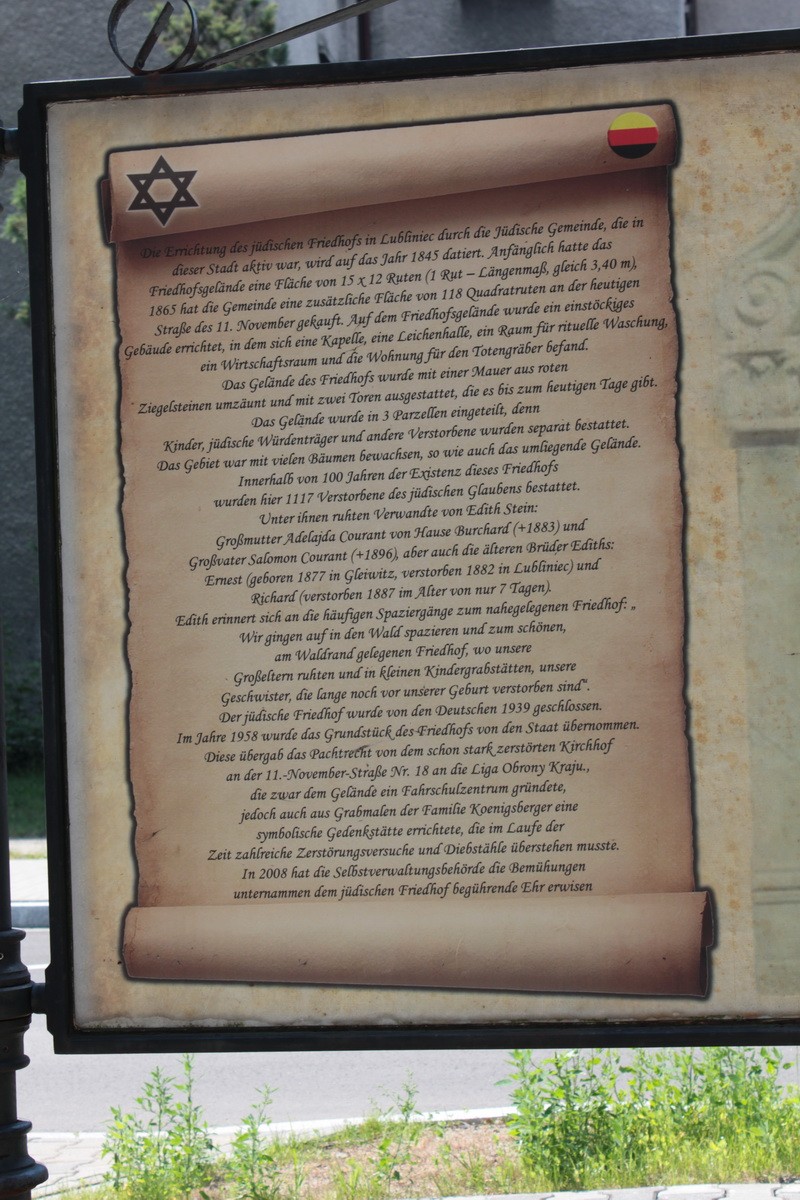 Die Errichtung des jüdischen Friedhofs in Lubliniec durch die Jüdische Gemeinde, die in
dieser Stadt aktiv war, wird auf das Jahr 1845 datiert. Anfänglich hatte das
Friedhofsgelände eine Fläche von 15 x 12 Ruten (1 Rut – Längenmaß, gleich 3,40 m),
1865 hat die Gemeinde eine zusätzliche Fläche von 118 Quadratruten an der heutigen
Straße des 11. November gekauft. Auf dem Friedhofsgelände wurde ein einstöckiges
Gebäude errichtet, in dem sich eine Kapelle, eine Leichenhalle, ein Raum für rituelle Waschung,
ein Wirtschaftsraum und die Wohnung für den Totengräber befand.
Das Gelände des Friedhofs wurde mit einer Mauer aus roten
Ziegelsteinen umzäunt und mit zwei Toren ausgestattet, die es bis zum heutigen Tage gibt.
Das Gelände wurde in 3 Parzellen eingeteilt, denn
Kinder, jüdische Würdenträger und andere Verstorbene wurden separat bestattet.
Das Gebiet war mit vielen Bäumen bewachsen, so wie auch das umliegende Gelände.
Innerhalb von 100 Jahren der Existenz dieses Friedhofs
wurden hier 1117 Verstorbene des jüdischen Glaubens bestattet.
Unter ihnen ruhten Verwandte von Edith Stein:
Großmutter Adelajda Courant von Hause Burchard (+1883) und
Großvater Salomon Courant (+1896), aber auch die älteren Brüder Ediths:
Ernest (geboren 1877 in Gleiwitz, verstorben 1882 in Lubliniec) und
Richard (verstorben 1887 im Alter von nur 7 Tagen).
Edith erinnert sich an die häufigen Spaziergänge zum nahegelegenen Friedhof: „
Wir gingen auf in den Wald spazieren und zum schönen,
am Waldrand gelegenen Friedhof, wo unsere
Großeltern ruhten und in kleinen Kindergrabstätten, unsere
Geschwister, die lange noch vor unserer Geburt verstorben sind“.
Der jüdische Friedhof wurde von den Deutschen 1939 geschlossen.
Im Jahre 1958 wurde das Grundstück des Friedhofs von den Staat übernommen.
Diese übergab das Pachtrecht von dem schon stark zerstörten Kirchhof
an der 11.-November-Straße Nr. 18 an die Liga Obrony Kraju.,
die zwar dem Gelände ein Fahrschulzentrum gründete,
jedoch auch aus Grabmalen der Familie Koenigsberger eine
symbolische Gedenkstätte errichtete, die im Laufe der
Zeit zahlreiche Zerstörungsversuche und Diebstähle überstehen musste.
In 2008 hat die Selbstverwaltungsbehörde die Bemühungen
unternammen dem jüdischen Friedhof begührende Ehr erwisen